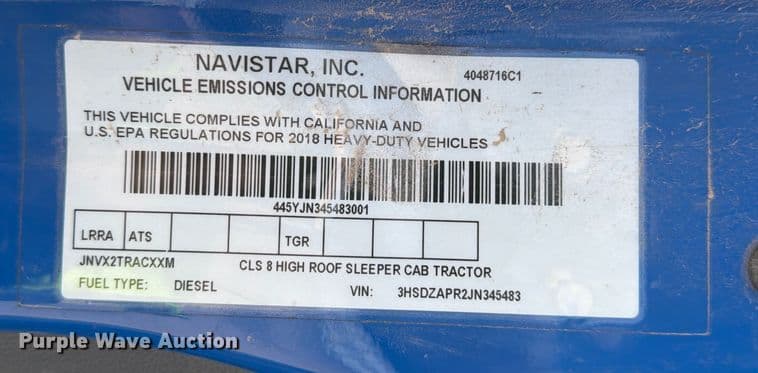 NAVISTAR, INC.
4048716C1
VEHICLE EMISSIONS CONTROL INFORMATION
THIS VEHICLE COMPLIES WITH CALIFORNIA AND
U.S. EPA REGULATIONS FOR 2018 HEAVY-DUTY VEHICLES
445YJN345483001
LRRA ATS TGR
JNVX2TRACXXM CLS 8 HIGH ROOF SLEEPER CAB TRACTOR
FUEL TYPE: DIESEL VIN: 3HSDZAPR2JN345483
Purple Wave Auction